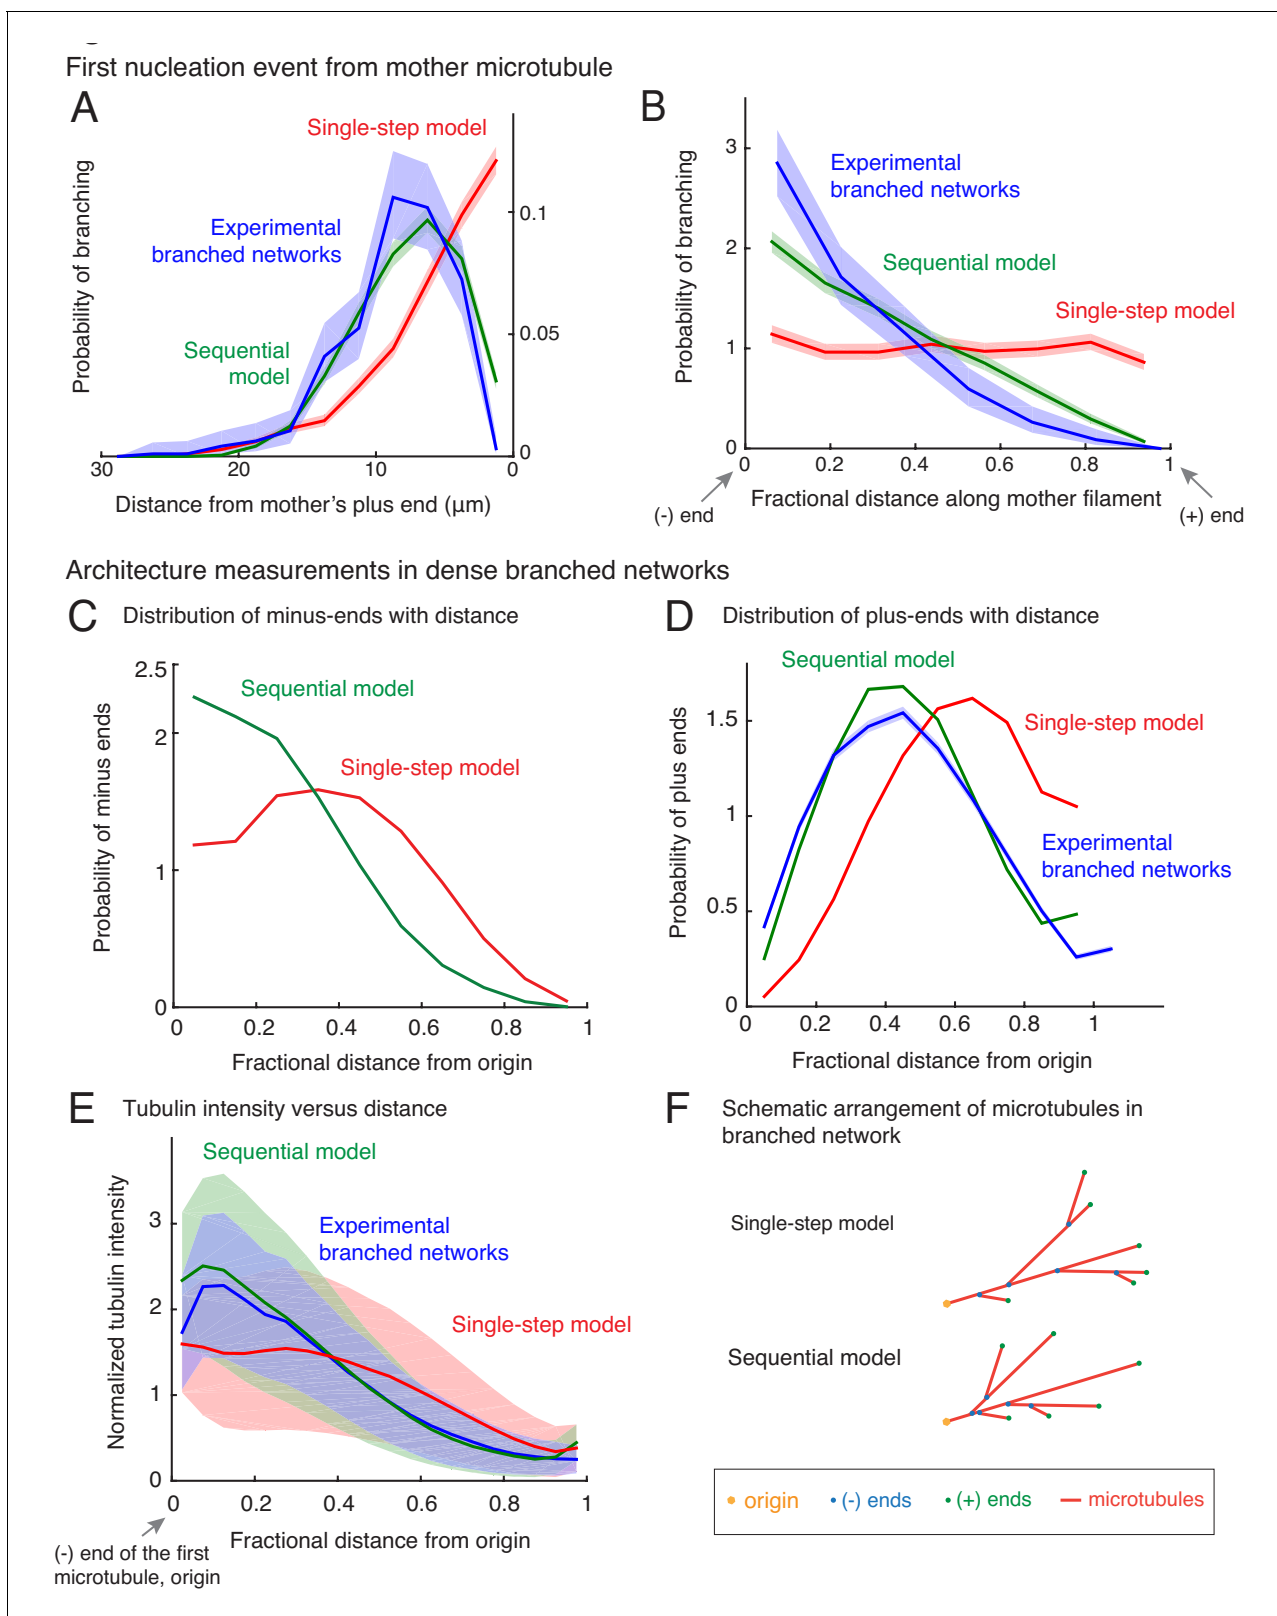 First nucleation event from mother microtubule
A
Single-step model
Experimental
branched networks
Sequential
model
Probability of branching
0.1
0.05
0
30
20
10
0
Distance from mother's plus end (μm)
B
Experimental
branched networks
Sequential model
Single-step model
Probability of branching
3
2
1
0
0
0.2
0.4
0.6
0.8
1
Fractional distance along mother filament
(-) end
(+) end
Architecture measurements in dense branched networks
C
Distribution of minus-ends with distance
Sequential model
Single-step model
Probability of minus ends
2.5
2
1
0
0
0.2
0.4
0.6
0.8
1
Fractional distance from origin
D
Distribution of plus-ends with distance
Sequential model
Single-step model
Experimental
branched networks
Probability of plus ends
1.5
1
0.5
0
0
0.2
0.4
0.6
0.8
1
Fractional distance from origin
E
Tubulin intensity versus distance
Sequential model
Experimental
branched networks
Single-step model
Normalized tubulin intensity
3
2
1
0
0
0.2
0.4
0.6
0.8
1
Fractional distance from origin
(-) end of the first
microtubule, origin
F
Schematic arrangement of microtubules in
branched network
Single-step model
Sequential model
origin
(-) ends
(+) ends
microtubules